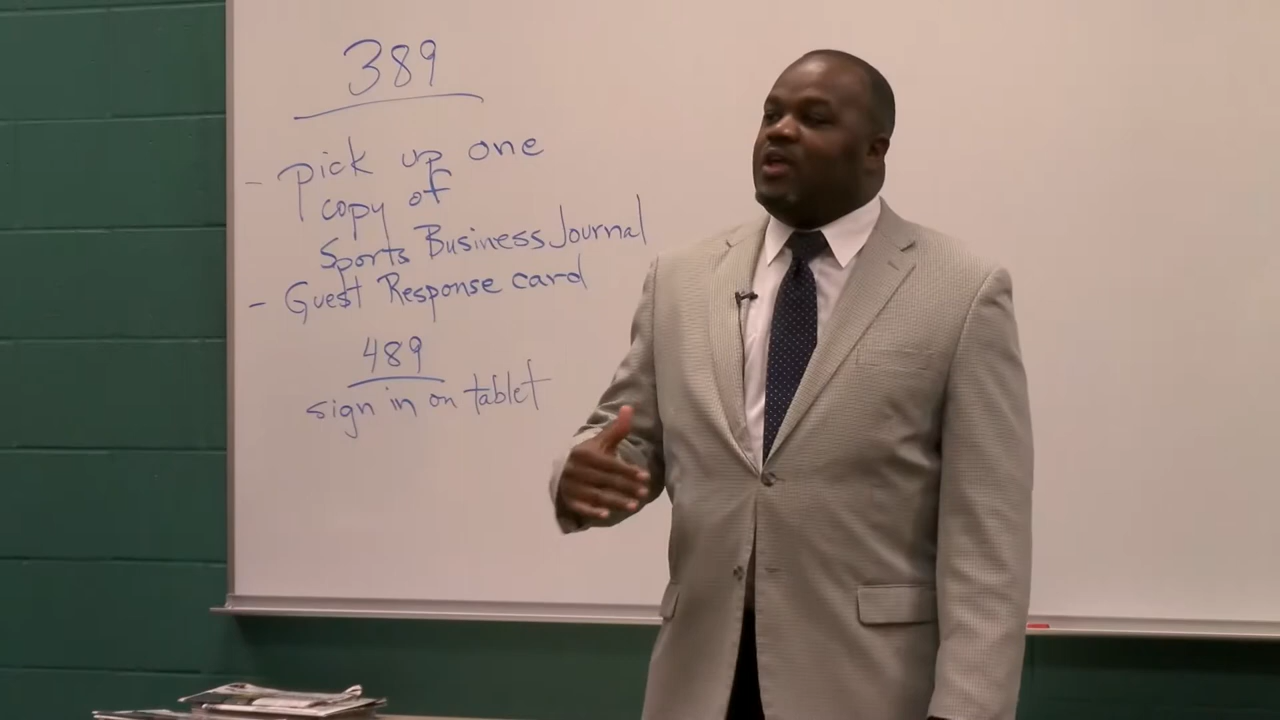 389
- pick up one
copy of
Sports Business Journal
- Guest Response card
489
sign in on tablet